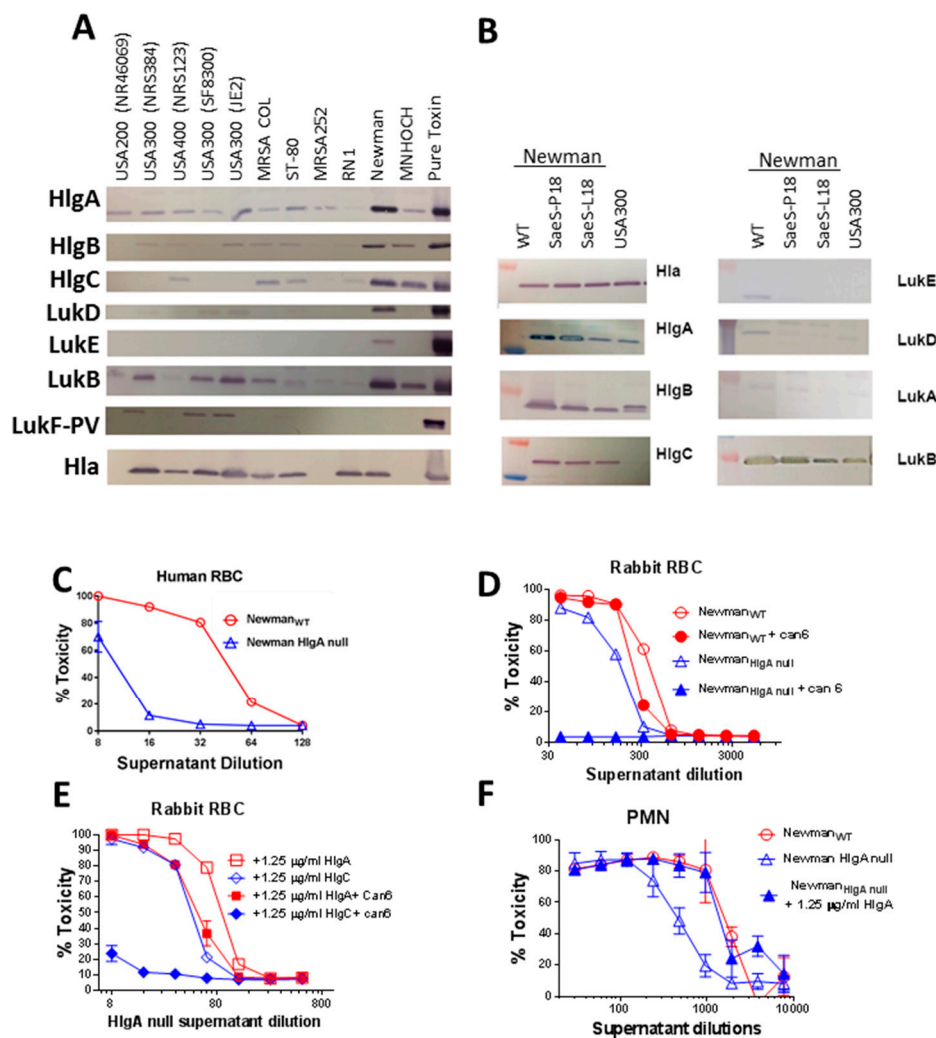 A
USA200 (NR46069)
USA300 (NRS384)
USA400 (NRS123)
USA300 (SF8300)
USA300 (JE2)
MRSA COL
ST-80
MRSA252
RN1
Newman
MNHOCH
Pure Toxin
HlgA
HlgB
HlgC
LukD
LukE
LukB
LukF-PV
Hla
B
Newman
WT
SaeS-P18
SaeS-L18
USA300
Hla
HlgA
HlgB
HlgC
Newman
WT
SaeS-P18
SaeS-L18
USA300
LukE
LukD
LukA
LukB
C
Human RBC
% Toxicity
100
80
60
40
20
0
8 16 32 64 128
Supernatant Dilution
Newman WT
Newman HlgA null
D
Rabbit RBC
% Toxicity
100
80
60
40
20
0
30 300 3000
Supernatant dilution
Newman WT
Newman WT + can6
Newman HlgA null
Newman HlgA null + can 6
E
Rabbit RBC
% Toxicity
100
90
80
70
60
50
40
30
20
10
0
8 80 800
HlgA null supernatant dilution
+1.25 µg/ml HlgA
+1.25 µg/ml HlgC
+1.25 µg/ml HlgA+ Can6
+1.25 µg/ml HlgC + can6
F
PMN
% Toxicity
100
80
60
40
20
0
100 1000 10000
Supernatant dilutions
Newman WT
Newman HlgA null
Newman HlgA null
+ 1.25 µg/ml HlgA